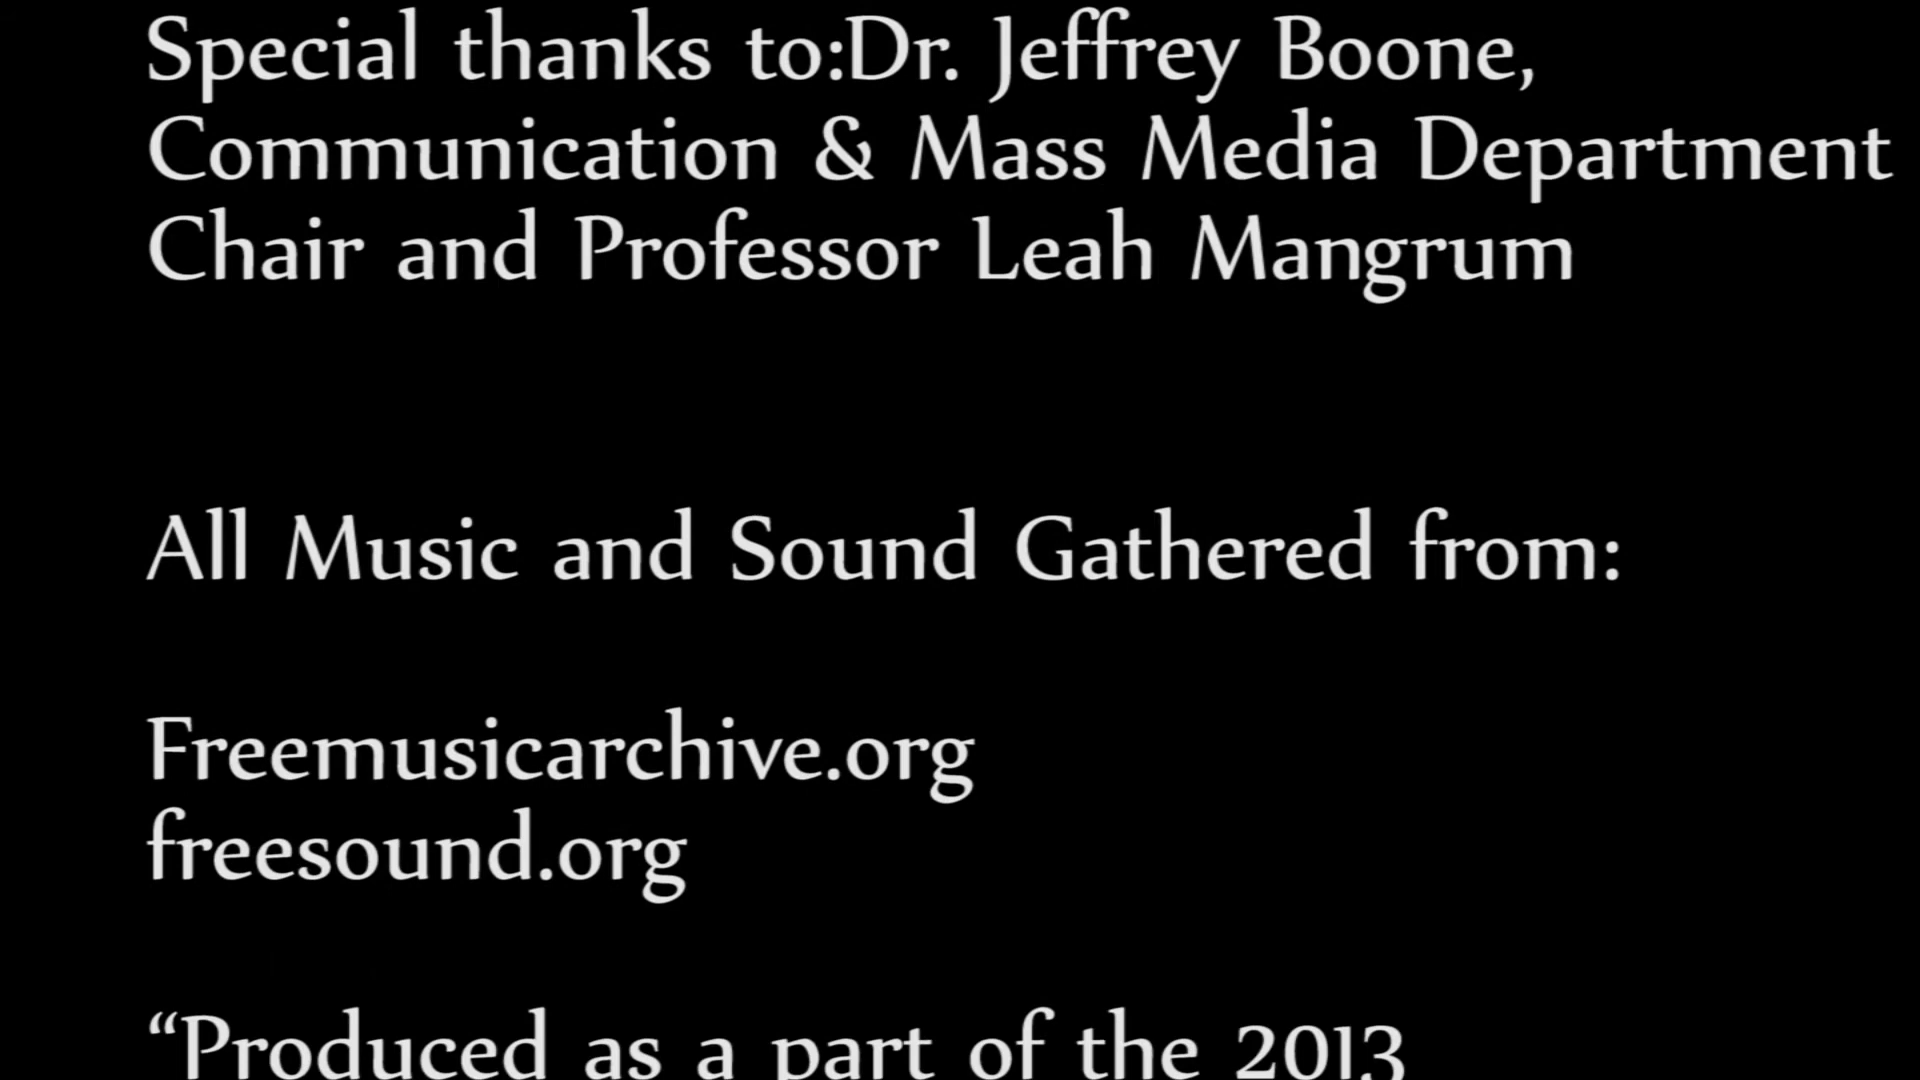 Special thanks to:Dr. Jeffrey Boone,
Communication & Mass Media Department
Chair and Professor Leah Mangrum
All Music and Sound Gathered from:
Freemusicarchive.org
freesound.org
“Produced as a part of the 2013